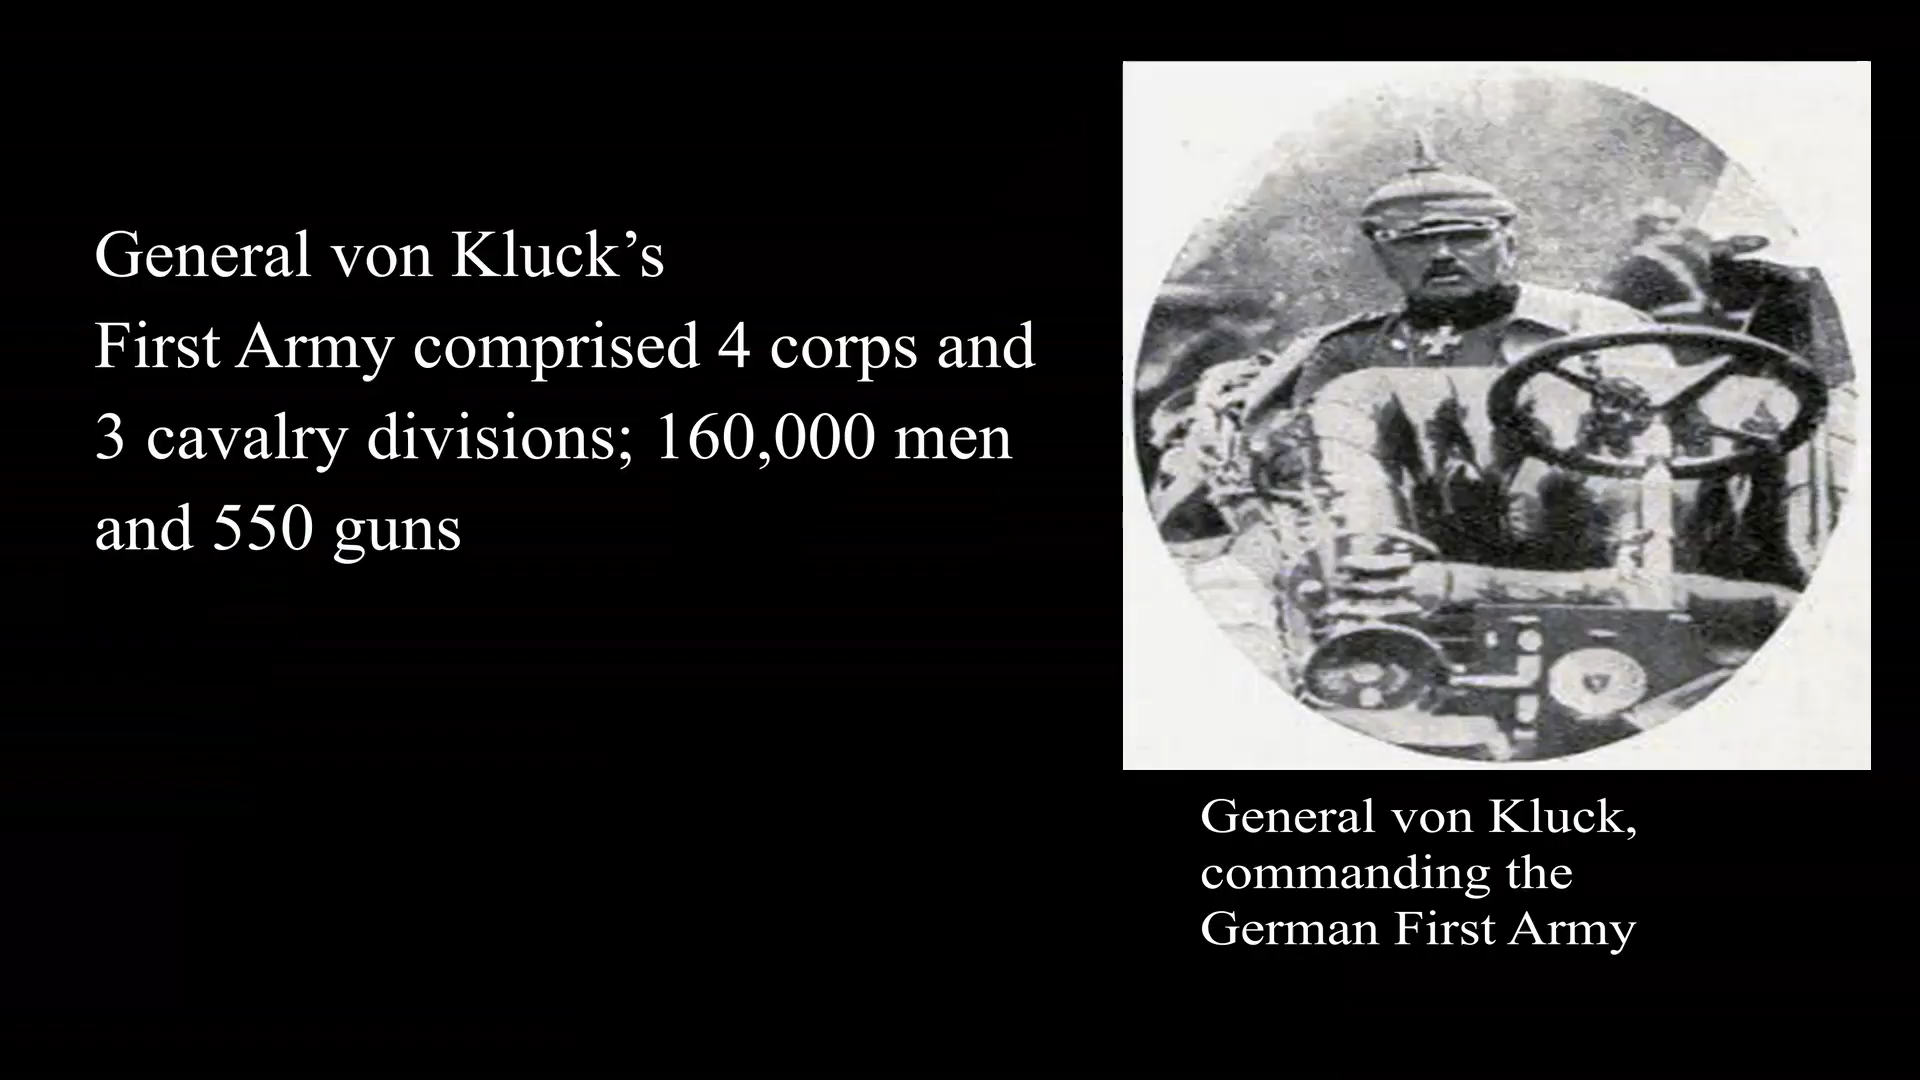 General von Kluck’s
First Army comprised 4 corps and
3 cavalry divisions; 160,000 men
and 550 guns
General von Kluck,
commanding the
German First Army